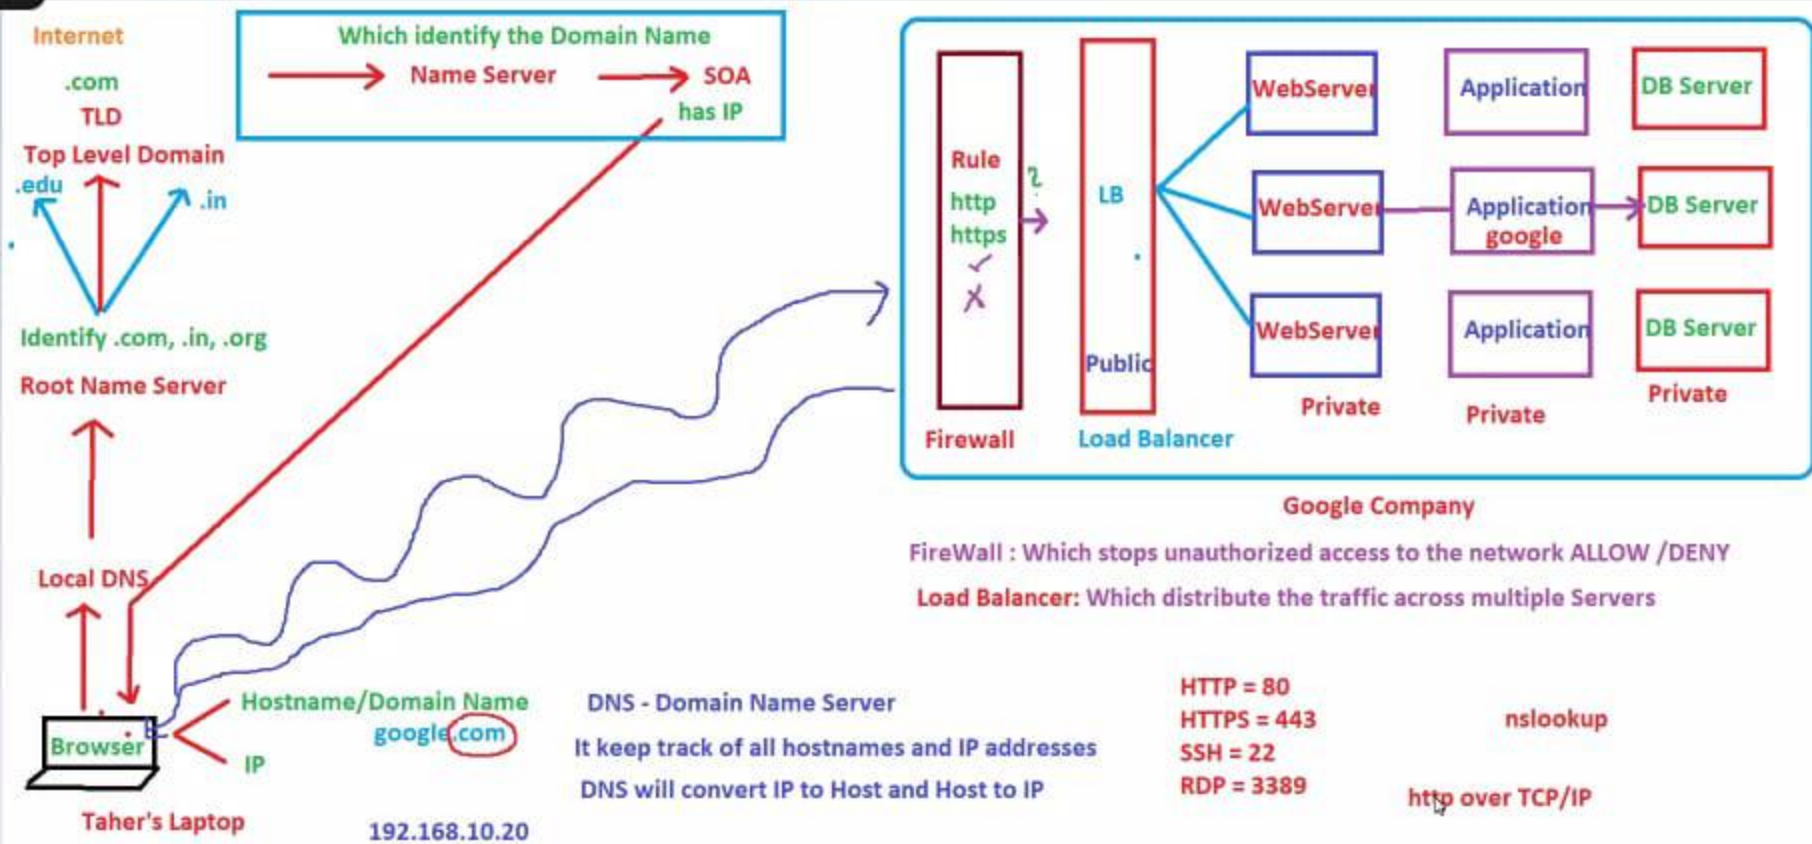 Internet
.com
TLD
Top Level Domain
.edu
.in
Identify .com, .in, .org
Root Name Server
Local DNS
Browser
Taher's Laptop
Which identify the Domain Name
Name Server
SOA
has IP
Hostname/Domain Name
google.com
IP
192.168.10.20
DNS - Domain Name Server
It keep track of all hostnames and IP addresses
DNS will convert IP to Host and Host to IP
Rule
http
https
?
Firewall
LB
Public
Load Balancer
WebServer
WebServer
WebServer
Private
Application
Application
google
Application
Private
DB Server
DB Server
DB Server
Private
Google Company
FireWall : Which stops unauthorized access to the network ALLOW /DENY
Load Balancer: Which distribute the traffic across multiple Servers
HTTP = 80
HTTPS = 443
SSH = 22
RDP = 3389
nslookup
http over TCP/IP